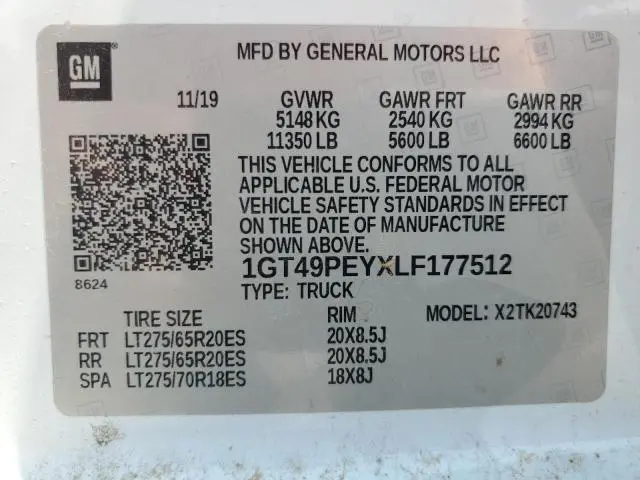 GM
MFD BY GENERAL MOTORS LLC
11/19 GVWR GAWR FRT GAWR RR
5148 KG 2540 KG 2994 KG
11350 LB 5600 LB 6600 LB
THIS VEHICLE CONFORMS TO ALL
APPLICABLE U.S. FEDERAL MOTOR
VEHICLE SAFETY STANDARDS IN EFFECT
ON THE DATE OF MANUFACTURE
SHOWN ABOVE.
1GT49PEYXLF177512
8624
TYPE: TRUCK
TIRE SIZE RIM MODEL: X2TK20743
FRT LT275/65R20ES 20X8.5J
RR LT275/65R20ES 20X8.5J
SPA LT275/70R18ES 18X8J